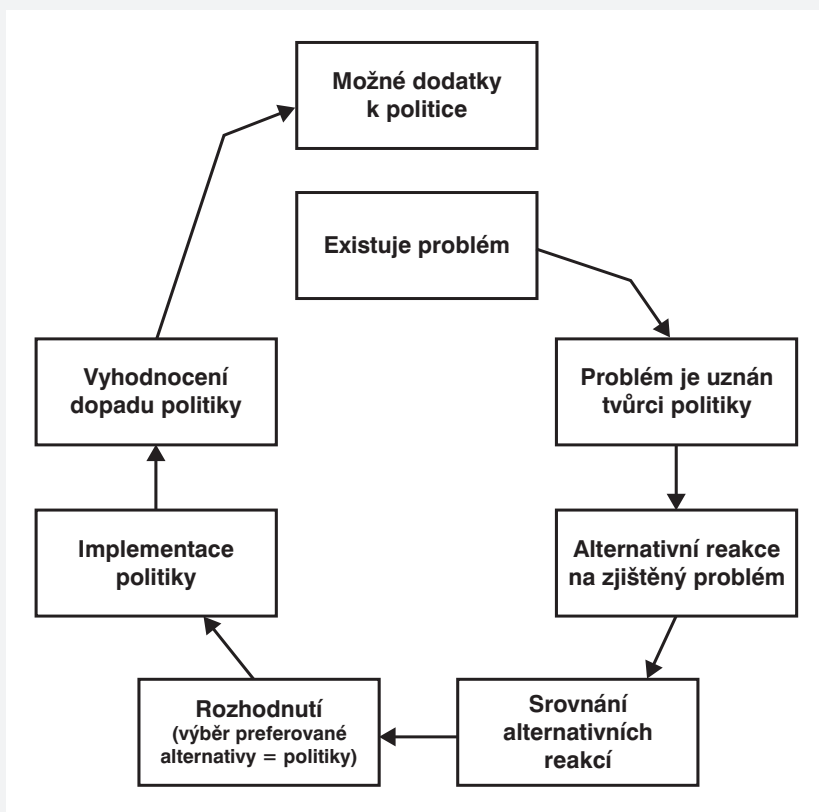 Možné dodatky
k politice
Existuje problém
Problém je uznán
tvůrci politiky
Alternativní reakce
na zjištěný problém
Srovnání
alternativních
reakcí
Rozhodnutí
(výběr preferované
alternativy = politiky)
Implementace
politiky
Vyhodnocení
dopadu politiky